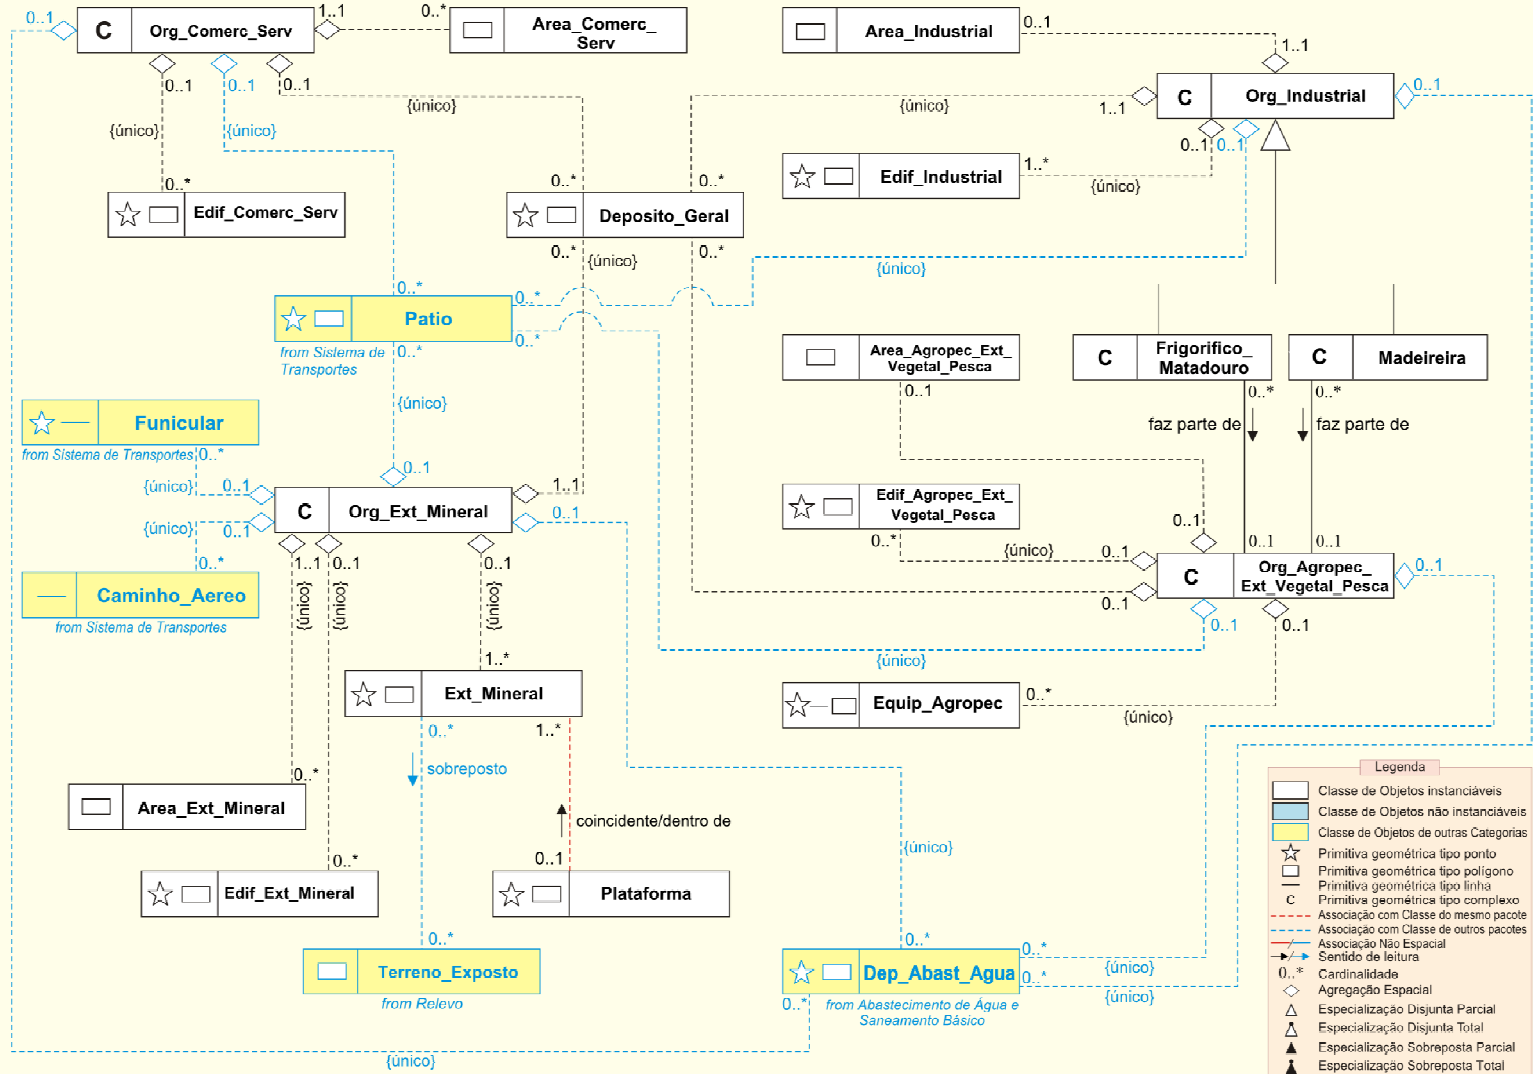 0..1
C
Org_Comerc_Serv
1..1
0..*
Area_Comerc_
Serv
Area_Industrial
0..1
1..1
0..1
0..1
0..1
{único}
{único}
1..1
C
Org_Industrial
0..1
{único}
{único}
0..1
0..1
0..*
Edif_Comerc_Serv
0..*
0..*
Deposito_Geral
Edif_Industrial
1..*
{único}
0..*
{único}
0..*
{único}
0..*
0..*
Patio
0..*
from Sistema de
Transportes
0..*
Area_Agropec_Ext_
Vegetal_Pesca
0..1
C
Frigorifico_
Matadouro
C
Madeireira
0..*
0..*
{único}
faz parte de
faz parte de
Funicular
from Sistema de Transportes
0..*
0..1
{único}
0..1
1..1
C
Org_Ext_Mineral
0..1
Edif_Agropec_Ext_
Vegetal_Pesca
0..*
{único}
0..1
0..1
0..1
0..1
{único}
0..1
0..*
1..1
0..1
0..1
C
Org_Agropec_
Ext_Vegetal_Pesca
0..1
Caminho_Aereo
from Sistema de Transportes
{único}
{único}
{único}
0..1
0..1
0..1
{único}
1..*
Ext_Mineral
Equip_Agropec
0..*
{único}
0..*
1..*
sobreposto
0..*
Area_Ext_Mineral
coincidente/dentro de
{único}
0..*
0..1
Edif_Ext_Mineral
Plataforma
0..*
0..*
0..*
Terreno_Exposto
from Relevo
Dep_Abast_Agua
{único}
0..*
{único}
0..*
from Abastecimento de Água e
Saneamento Básico
{único}
Legenda
Classe de Objetos instanciáveis
Classe de Objetos não instanciáveis
Classe de Objetos de outras Categorias
Primitiva geométrica tipo ponto
Primitiva geométrica tipo polígono
Primitiva geométrica tipo linha
C Primitiva geométrica tipo complexo
Associação com Classe do mesmo pacote
Associação com Classe de outros pacotes
Associação Não Espacial
Sentido de leitura
0..* Cardinalidade
Agregação Espacial
Especialização Disjunta Parcial
Especialização Disjunta Total
Especialização Sobreposta Parcial
Especialização Sobreposta Total